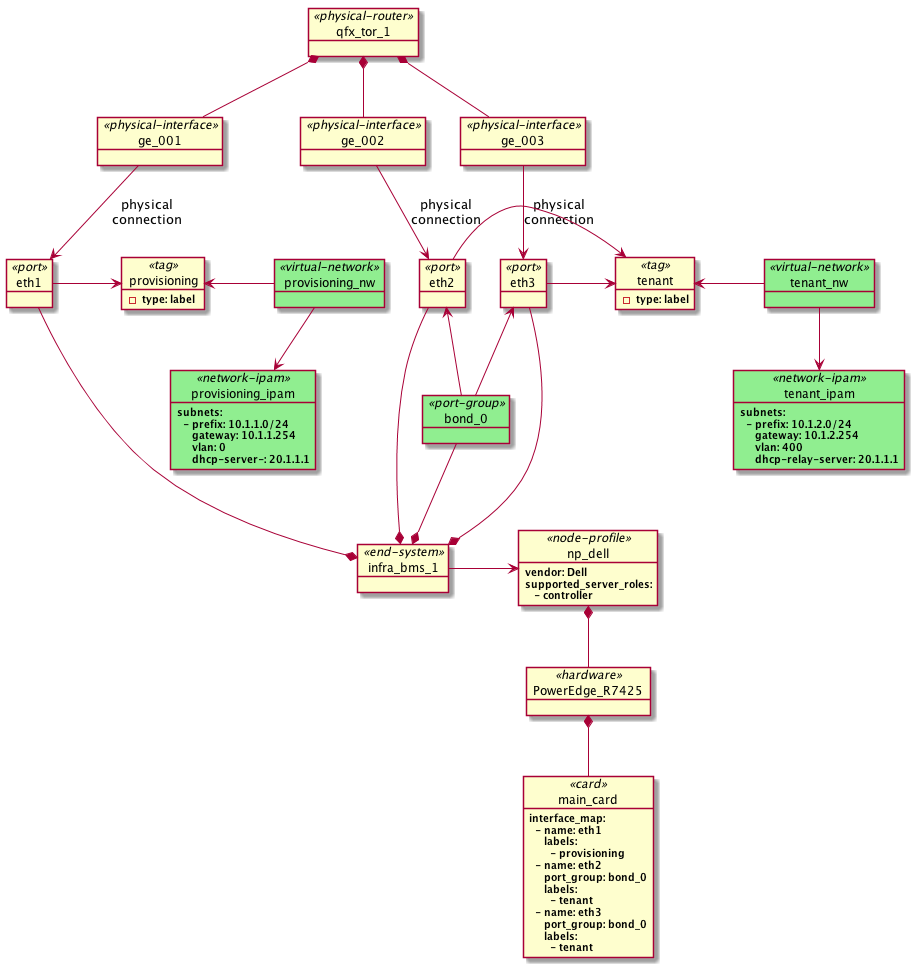 «physical-router»
qfx_tor_1
«physical-interface»
ge_001
«physical-interface»
ge_002
«physical-interface»
ge_003
physical
connection
physical
connection
physical
connection
«port»
eth1
«tag»
provisioning
type: label
«virtual-network»
provisioning_nw
«port»
eth2
«port»
eth3
«tag»
tenant
type: label
«virtual-network»
tenant_nw
«network-ipam»
provisioning_ipam
subnets:
- prefix: 10.1.1.0/24
gateway: 10.1.1.254
vlan: 0
dhcp-server-: 20.1.1.1
«port-group»
bond_0
«network-ipam»
tenant_ipam
subnets:
- prefix: 10.1.2.0/24
gateway: 10.1.2.254
vlan: 400
dhcp-relay-server: 20.1.1.1
«end-system»
infra_bms_1
«node-profile»
np_dell
vendor: Dell
supported_server_roles:
- controller
«hardware»
PowerEdge_R7425
«card»
main_card
interface_map:
- name: eth1
labels:
- provisioning
- name: eth2
port_group: bond_0
labels:
- tenant
- name: eth3
port_group: bond_0
labels:
- tenant